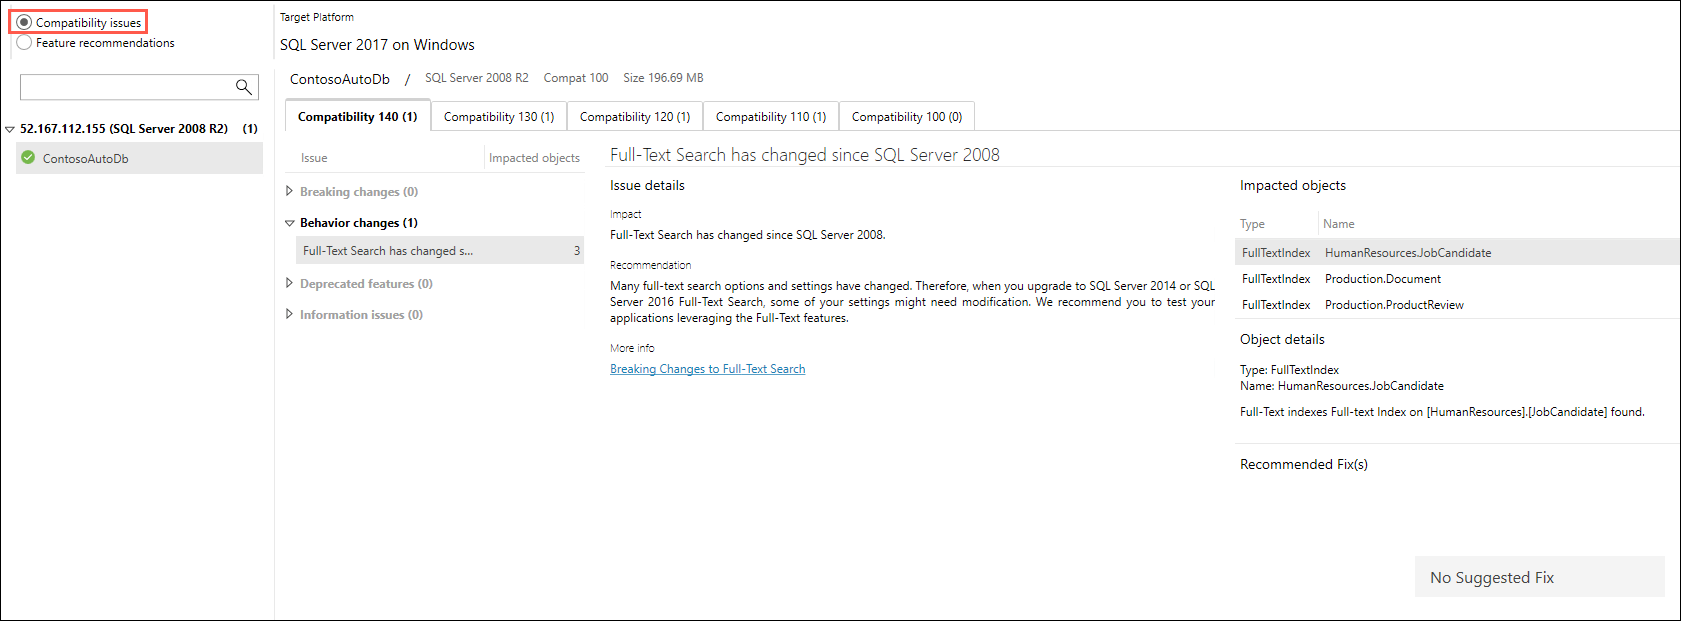 Compatibility issues
Feature recommendations
52.167.112.155 (SQL Server 2008 R2) (1)
ContosoAutoDb
Target Platform
SQL Server 2017 on Windows
ContosoAutoDb / SQL Server 2008 R2 Compat 100 Size 196.69 MB
Compatibility 140 (1) Compatibility 130 (1) Compatibility 120 (1) Compatibility 110 (1) Compatibility 100 (0)
Issue Impacted objects
Breaking changes (0)
Behavior changes (1)
Full-Text Search has changed s... 3
Deprecated features (0)
Information issues (0)
Full-Text Search has changed since SQL Server 2008
Issue details
Impact
Full-Text Search has changed since SQL Server 2008.
Recommendation
Many full-text search options and settings have changed. Therefore, when you upgrade to SQL Server 2014 or SQL
Server 2016 Full-Text Search, some of your settings might need modification. We recommend you to test your
applications leveraging the Full-Text features.
More info
Breaking Changes to Full-Text Search
Impacted objects
Type Name
FullTextIndex HumanResources.JobCandidate
FullTextIndex Production.Document
FullTextIndex Production.ProductReview
Object details
Type: FullTextIndex
Name: HumanResources.JobCandidate
Full-Text indexes Full-text Index on [HumanResources].[JobCandidate] found.
Recommended Fix(s)
No Suggested Fix